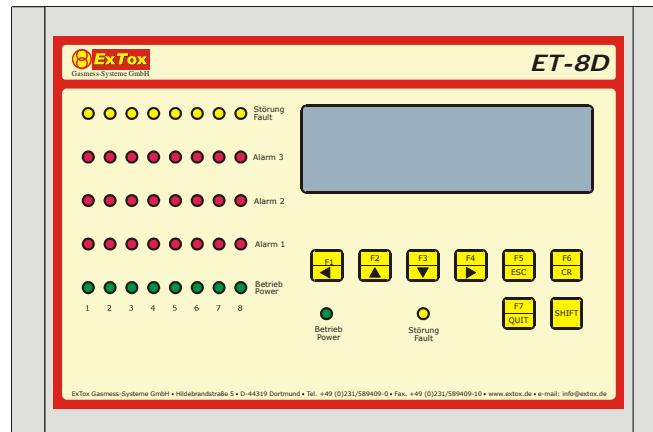 ExTox
Gasmess-Systeme GmbH
ET-8D
Störung
Fault
Alarm 3
Alarm 2
Alarm 1
Betrieb
Power
1 2 3 4 5 6 7 8
F1 F2 F3 F4 F5 F6
ESC CR
F7
QUIT
SHIFT
Betrieb
Power
Störung
Fault
ExTox Gasmess-Systeme GmbH • Hildebrandstraße 5 • D-44319 Dortmund • Tel. +49 (0)231/589409-0 • Fax. +49 (0)231/589409-10 • www.extox.de • e-mail: info@extox.de